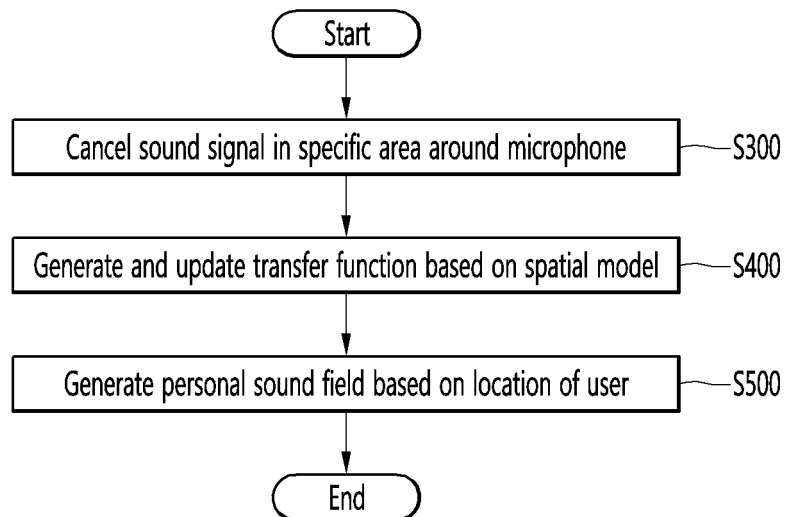 Start
Cancel sound signal in specific area around microphone
S300
Generate and update transfer function based on spatial model
S400
Generate personal sound field based on location of user
S500
End